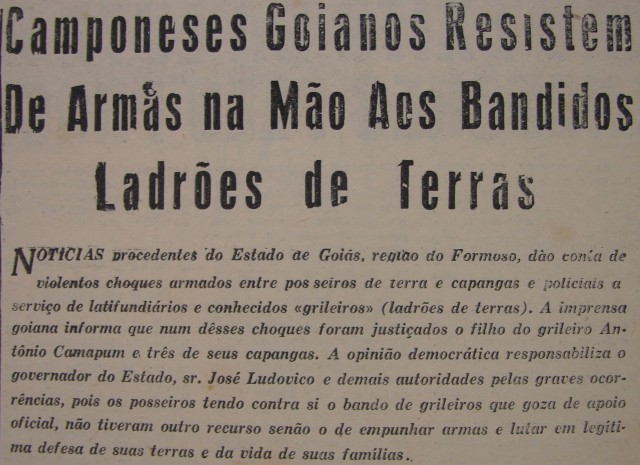 Camponeses Goianos Resistem
De Armas na Mão Aos Bandidos
Ladrões de Terras
NOTICIAS procedentes do Estado de Goiás, região do Formoso, dão conta de
violentos choques armados entre posseiros de terra e capangas e policiais a
serviço de latifundiários e conhecidos «grileiros» (ladrões de terras). A imprensa
goiana informa que num dêsses choques foram justiçados o filho do grileiro An-
tônio Camapum e três de seus capangas. A opinião democrática responsabiliza o
governador do Estado, sr. José Ludovico e demais autoridades pelas graves ocor-
rências, pois os posseiros tendo contra si o bando de grileiros que goza de apoio
oficial, não tiveram outro recurso senão o de empunhar armas e lutar em legíti-
ma defesa de suas terras e da vida de suas famílias..